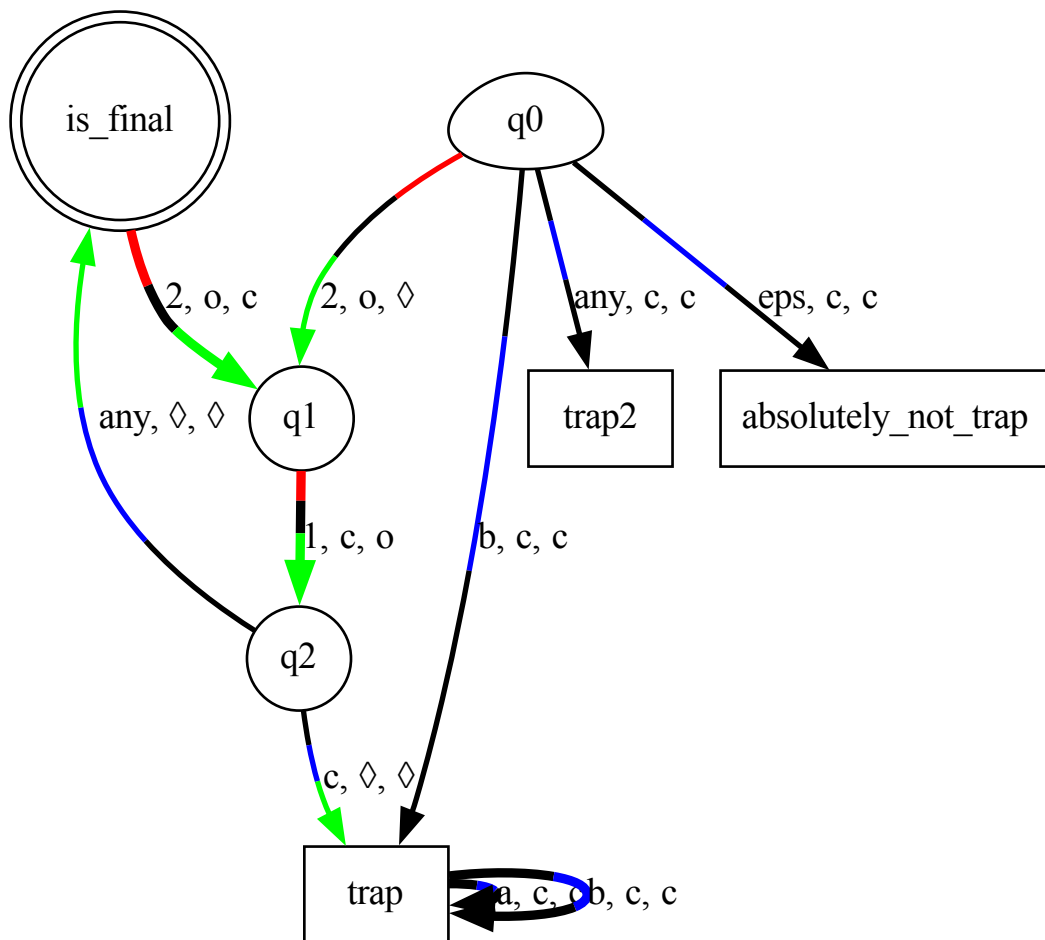 is_final
q0
2, o, c
2, o, ◊
any, c, c
eps, c, c
any, ◊, ◊
q1
trap2
absolutely_not_trap
1, c, o
b, c, c
q2
c, ◊, ◊
trap
a, c,
b, c, c